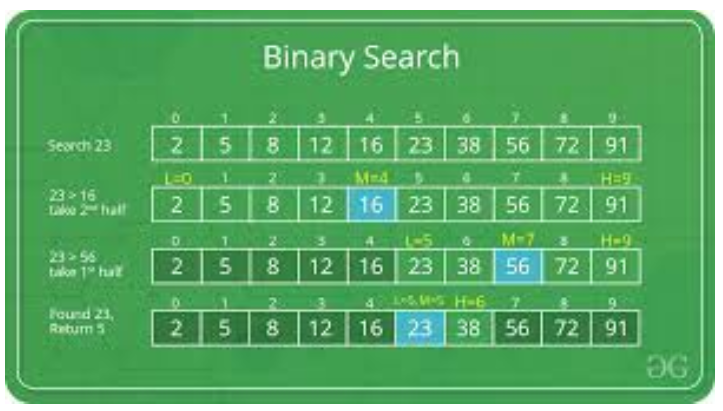 Binary Search
0 1 2 3 4 5 6 7 8 9
Search 23 2 5 8 12 16 23 38 56 72 91
L=0 1 2 3 M=4 5 6 7 8 H=9
23 > 16
take 2nd half
2 5 8 12 16 23 38 56 72 91
0 1 2 3 4 L=5 6 M=7 8 H=9
23 > 56
take 1st half
2 5 8 12 16 23 38 56 72 91
0 1 2 3 4 L=5, M=5 H=6 7 8 9
Found 23,
Return 5
2 5 8 12 16 23 38 56 72 91